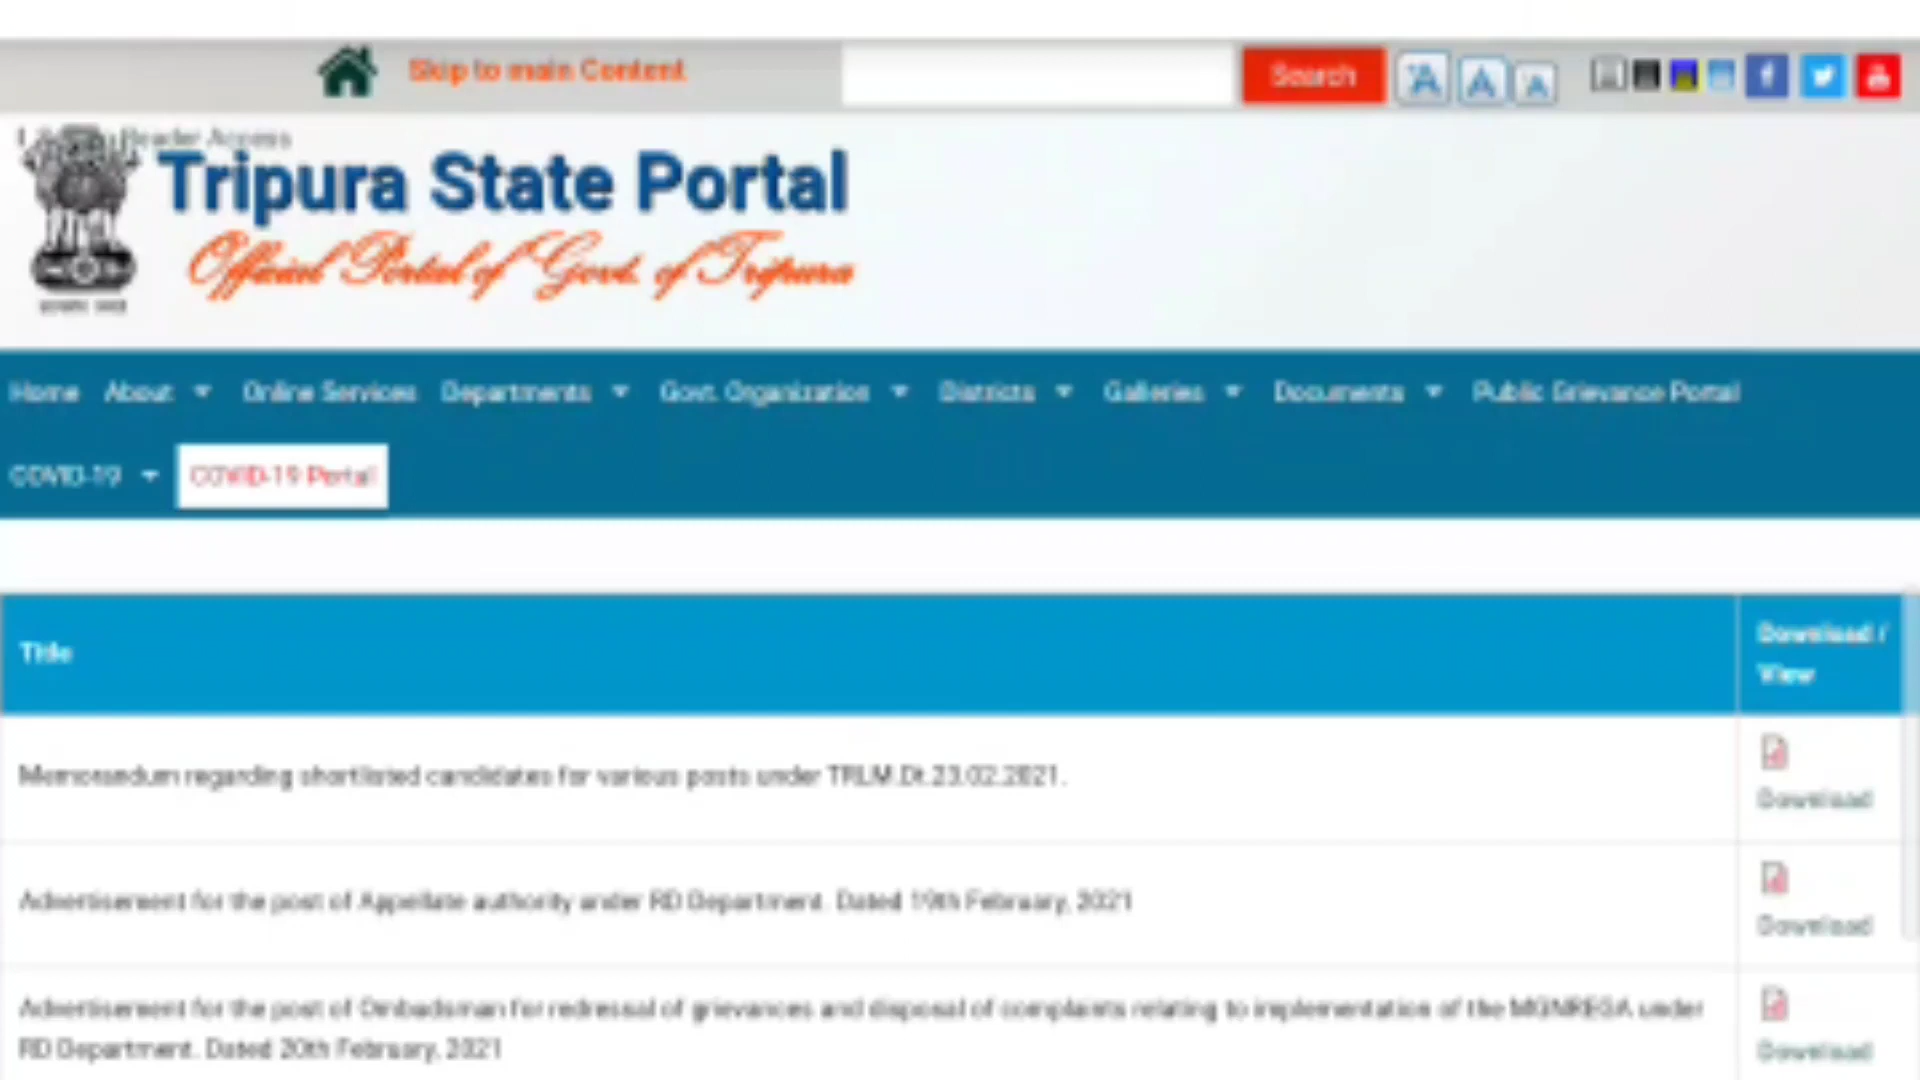 Skip to main Content
Search
A A A
Reader Access
Tripura State Portal
Official Portal of Govt. of Tripura
Home About Online Services Departments Govt. Organization Districts Galleries Documents Public Grievance Portal
COVID-19 COVID-19 Portal
Title
Download /
View
Memorandum regarding shortlisted candidates for various posts under TRLM.Dt.23.02.2021.
Download
Advertisement for the post of Appellate authority under RD Department. Dated 19th February, 2021
Download
Advertisement for the post of Ombudsman for redressal of grievances and disposal of complaints relating to implementation of the MGNREGA under
RD Department. Dated 20th February, 2021
Download